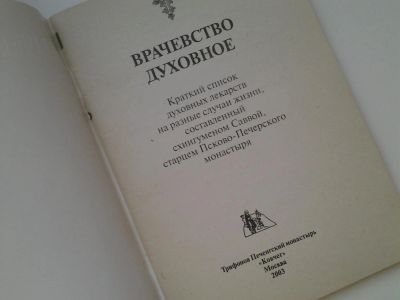 ВРАЧЕВСТВО
ДУХОВНОЕ
Краткий список
духовных лекарств
на разные случаи жизни,
составленный
схиигуменом Саввой,
старцем Псково-Печерского
монастыря
Трифонов Печенгский монастырь
«Ковчег»
Москва
2003